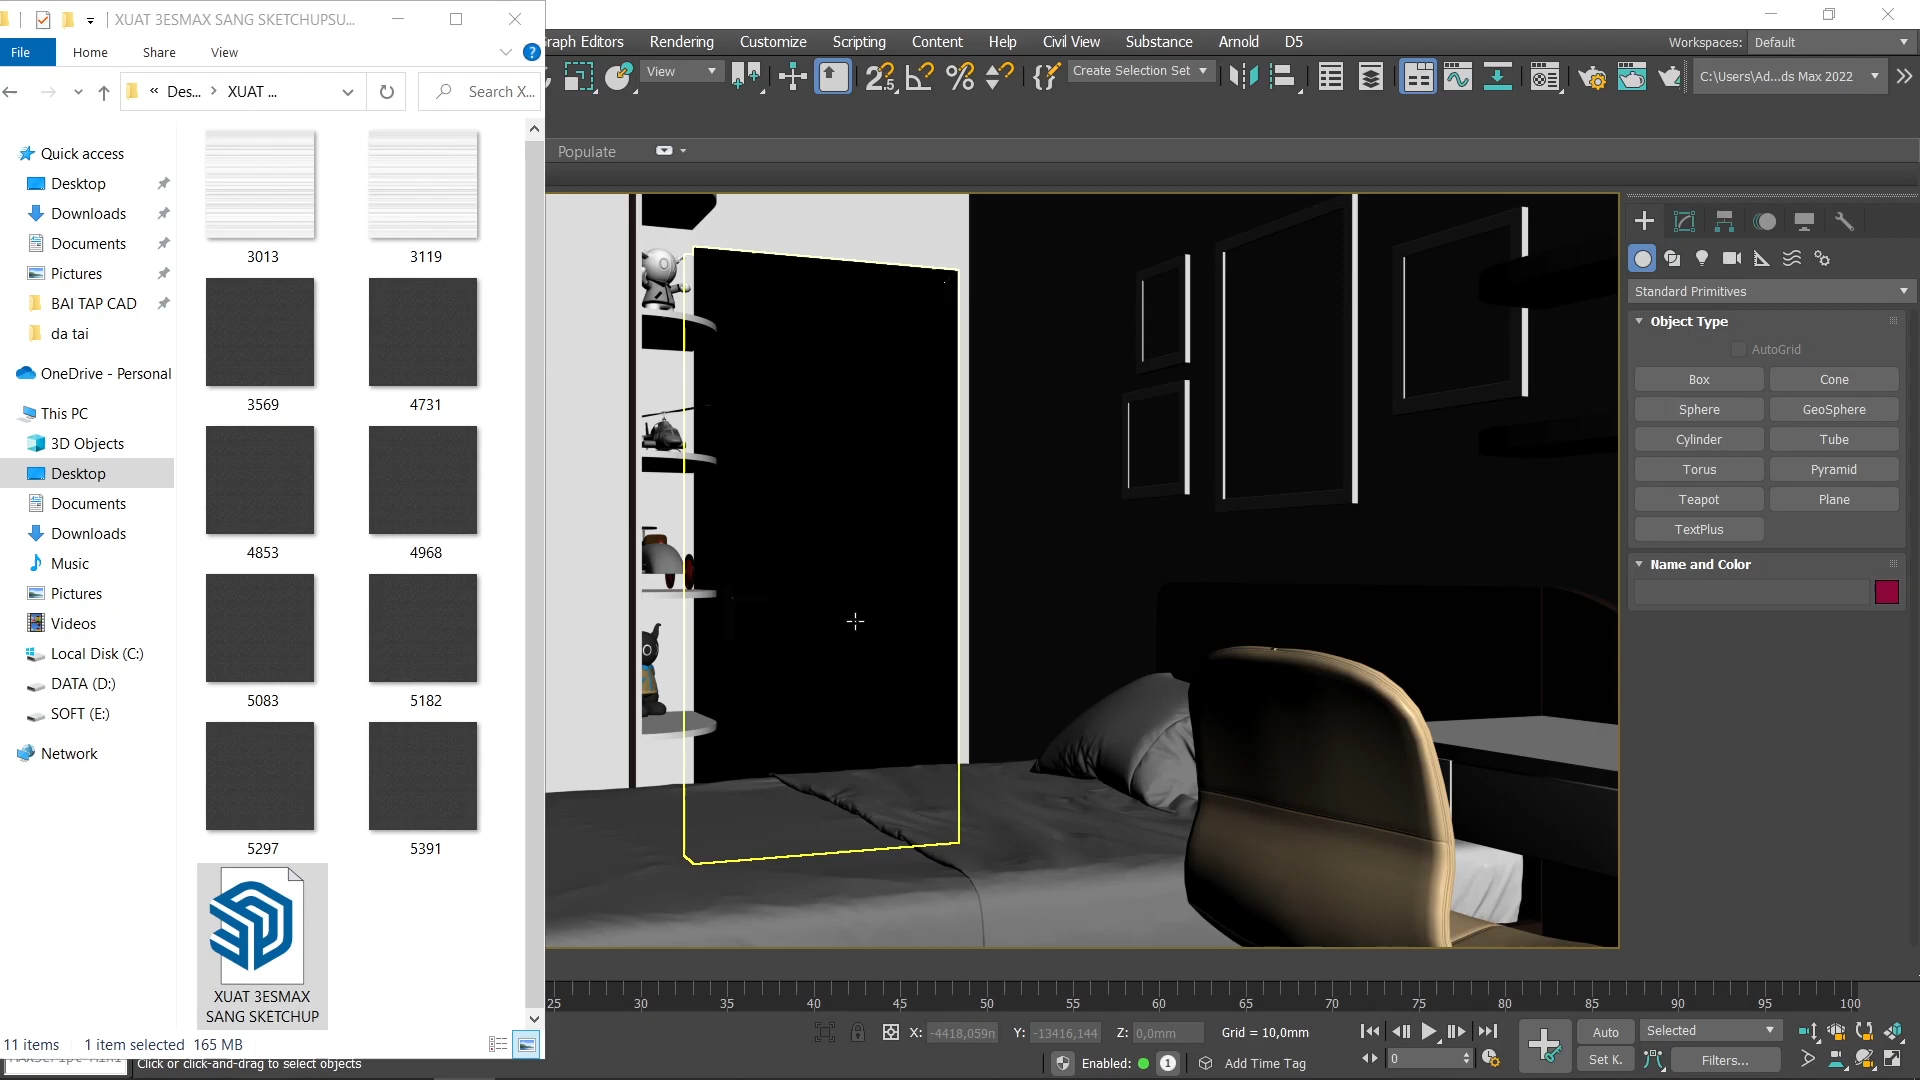 XUAT 3ESMAX SANG SKETCHUPSU...
File Home Share View
Des... XUAT ... Search X...
Quick access
Desktop
Downloads
Documents
Pictures
BAI TAP CAD
da tai
OneDrive - Personal
This PC
3D Objects
Desktop
Documents
Downloads
Music
Pictures
Videos
Local Disk (C:)
DATA (D:)
SOFT (E:)
Network
3013 3119
3569 4731
4853 4968
5083 5182
5297 5391
XUAT 3ESMAX
SANG SKETCHUP
11 items 1 item selected 165 MB
Click or click-and-drag to select objects
raph Editors Rendering Customize Scripting Content Help Civil View Substance Arnold D5
Workspaces: Default
View
Create Selection Set
C:\Users\Ad...ds Max 2022
Populate
Standard Primitives
Object Type
AutoGrid
Box Cone
Sphere GeoSphere
Cylinder Tube
Torus Pyramid
Teapot Plane
TextPlus
Name and Color
25 30 35 40 45 50 55 60 65 70 75 80 85 90 95 100
X: -4418,059n Y: -13416,144 Z: 0,0mm Grid = 10,0mm
Enabled: 1 Add Time Tag
0
Auto Selected
Set K. Filters...